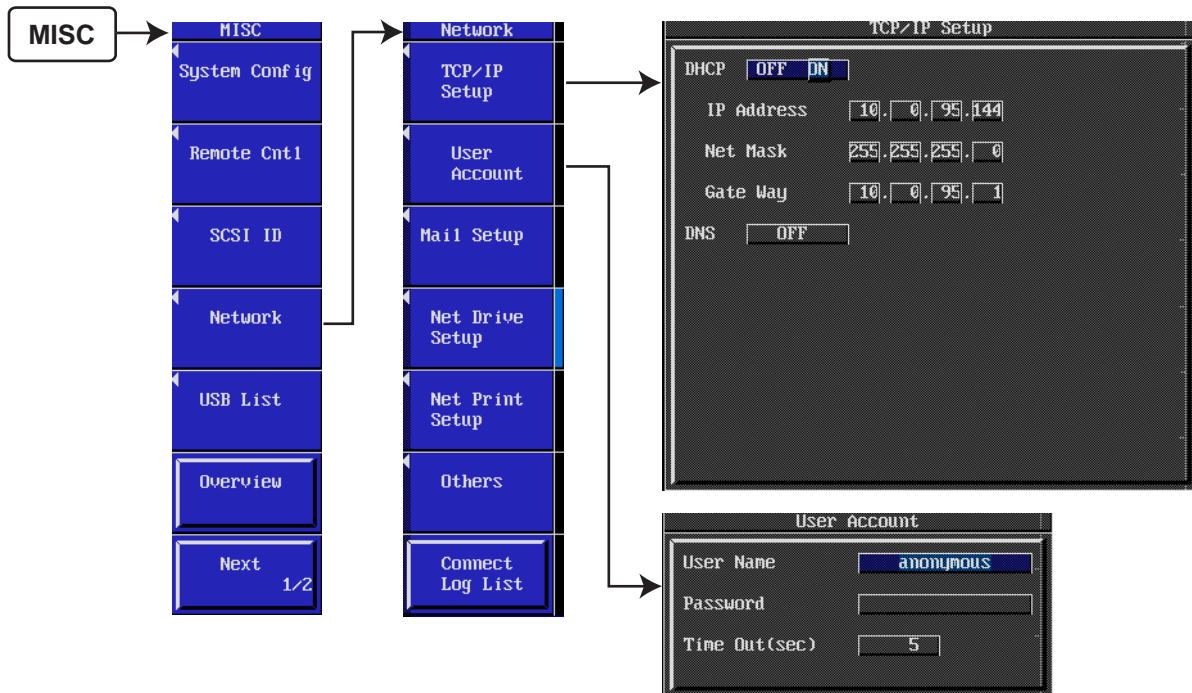 MISC
MISC
System Config
Remote Cntl
SCSI ID
Network
USB List
Overview
Next
1/2
Network
TCP/IP
Setup
User
Account
Mail Setup
Net Drive
Setup
Net Print
Setup
Others
Connect
Log List
TCP/IP Setup
DHCP OFF ON
IP Address 10. 0. 95.144
Net Mask 255.255.255. 0
Gate Way 10. 0. 95. 1
DNS OFF
User Account
User Name anonymous
Password
Time Out(sec) 5